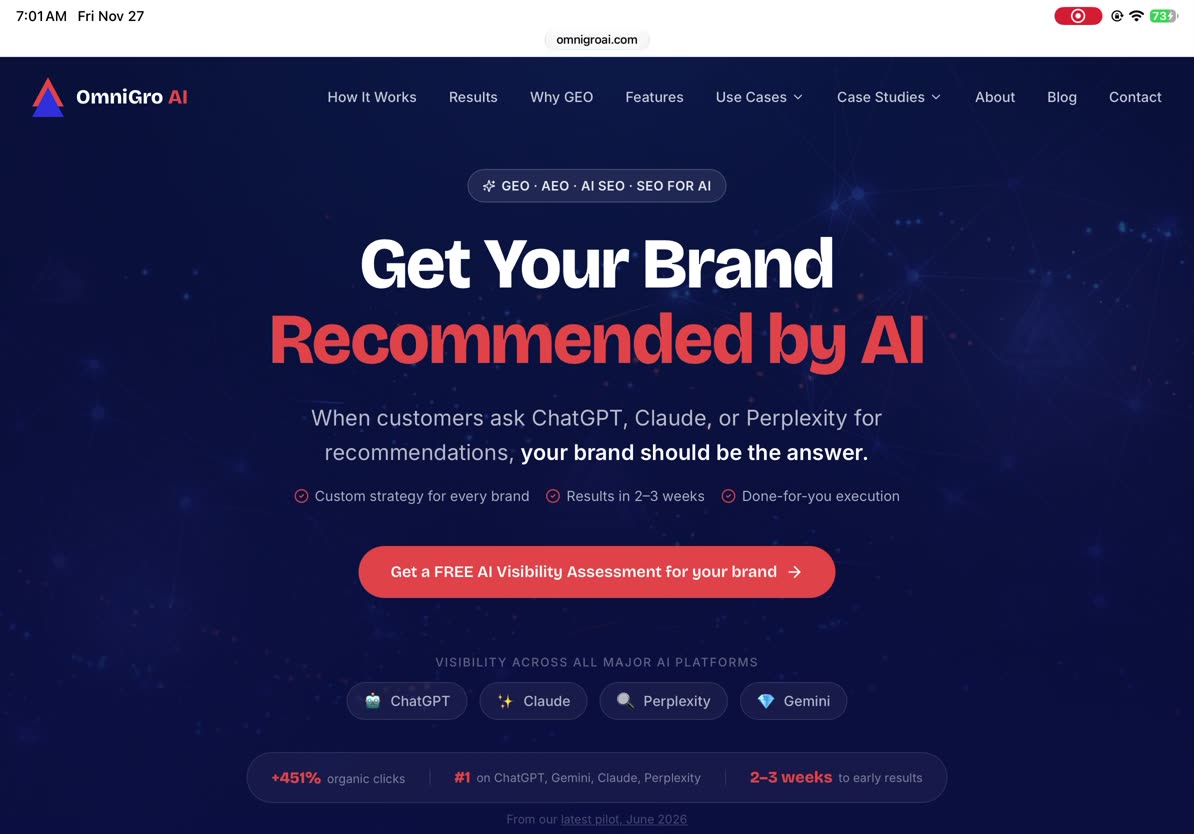 7:01 AM Fri Nov 27
73
omnigroai.com
OmniGro AI
How It Works Results Why GEO Features Use Cases Case Studies About Blog Contact
GEO · AEO · AI SEO · SEO FOR AI
Get Your Brand
Recommended by AI
When customers ask ChatGPT, Claude, or Perplexity for
recommendations, your brand should be the answer.
Custom strategy for every brand Results in 2–3 weeks Done-for-you execution
Get a FREE AI Visibility Assessment for your brand →
VISIBILITY ACROSS ALL MAJOR AI PLATFORMS
ChatGPT Claude Perplexity Gemini
+451% organic clicks #1 on ChatGPT, Gemini, Claude, Perplexity 2–3 weeks to early results
From our latest pilot, June 2026